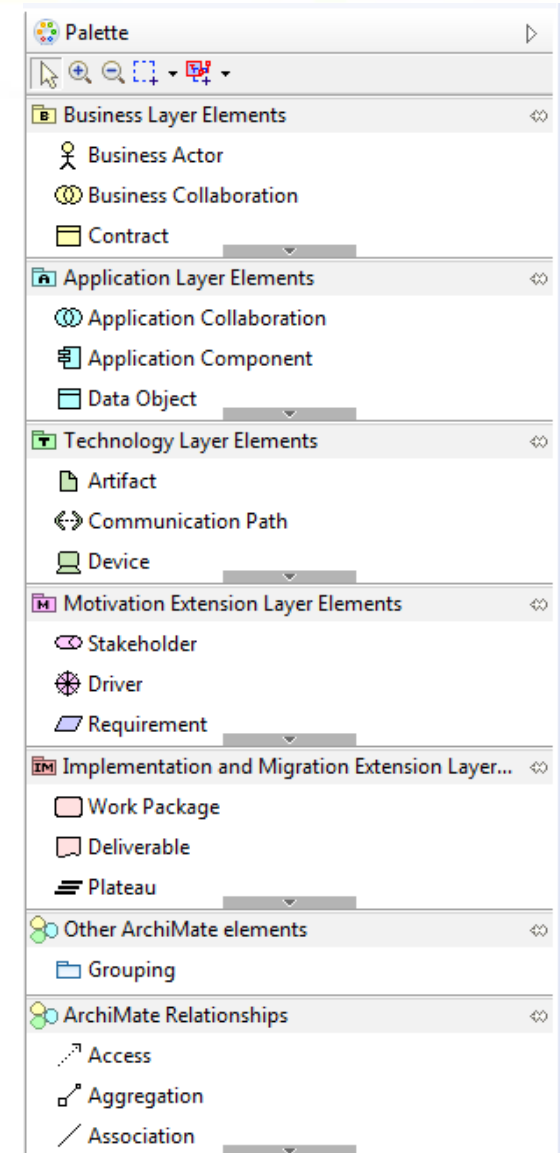 Palette
B Business Layer Elements
Business Actor
Business Collaboration
Contract
A Application Layer Elements
Application Collaboration
Application Component
Data Object
T Technology Layer Elements
Artifact
Communication Path
Device
M Motivation Extension Layer Elements
Stakeholder
Driver
Requirement
IM Implementation and Migration Extension Layer...
Work Package
Deliverable
Plateau
Other ArchiMate elements
Grouping
ArchiMate Relationships
Access
Aggregation
Association